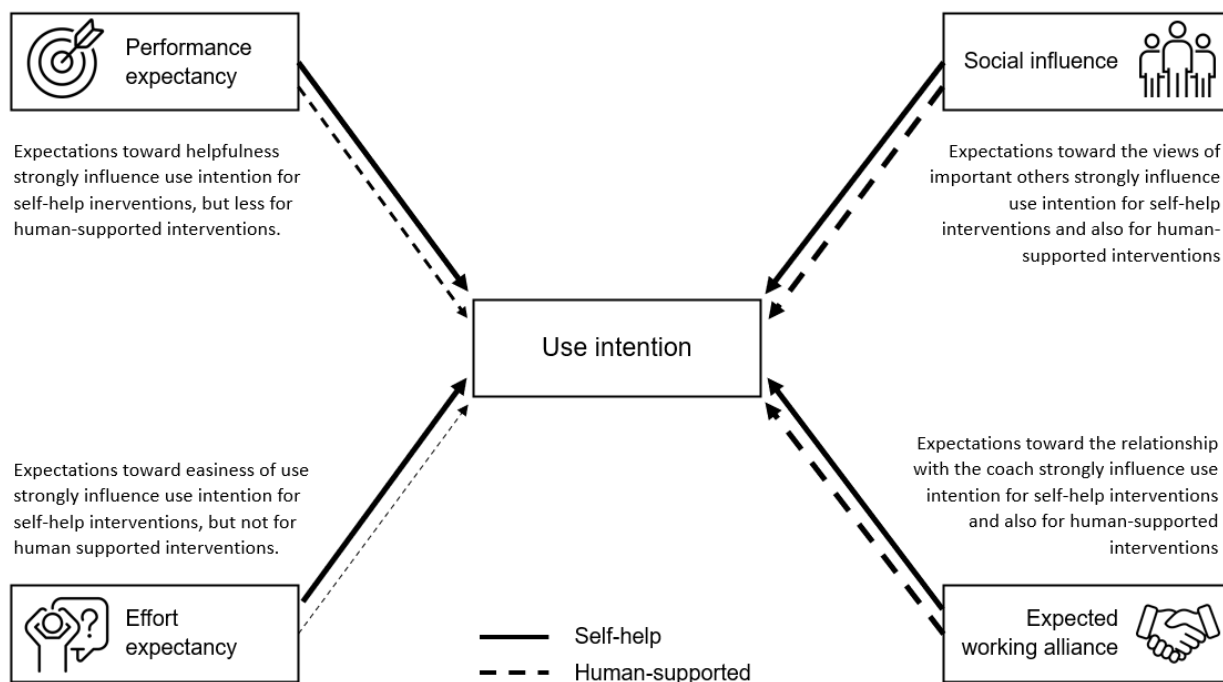 Performance
expectancy
Social influence
Expectations toward helpfulness
strongly influence use intention for
self-help inerventions, but less for
human-supported interventions.
Expectations toward the views of
important others strongly influence
use intention for self-help
interventions and also for human-
supported interventions
Use intention
Expectations toward easiness of use
strongly influence use intention for
self-help interventions, but not for
human supported interventions.
Expectations toward the relationship
with the coach strongly influence use
intention for self-help interventions
and also for human-supported
interventions
?
Effort
expectancy
Self-help
Human-supported
Expected
working alliance